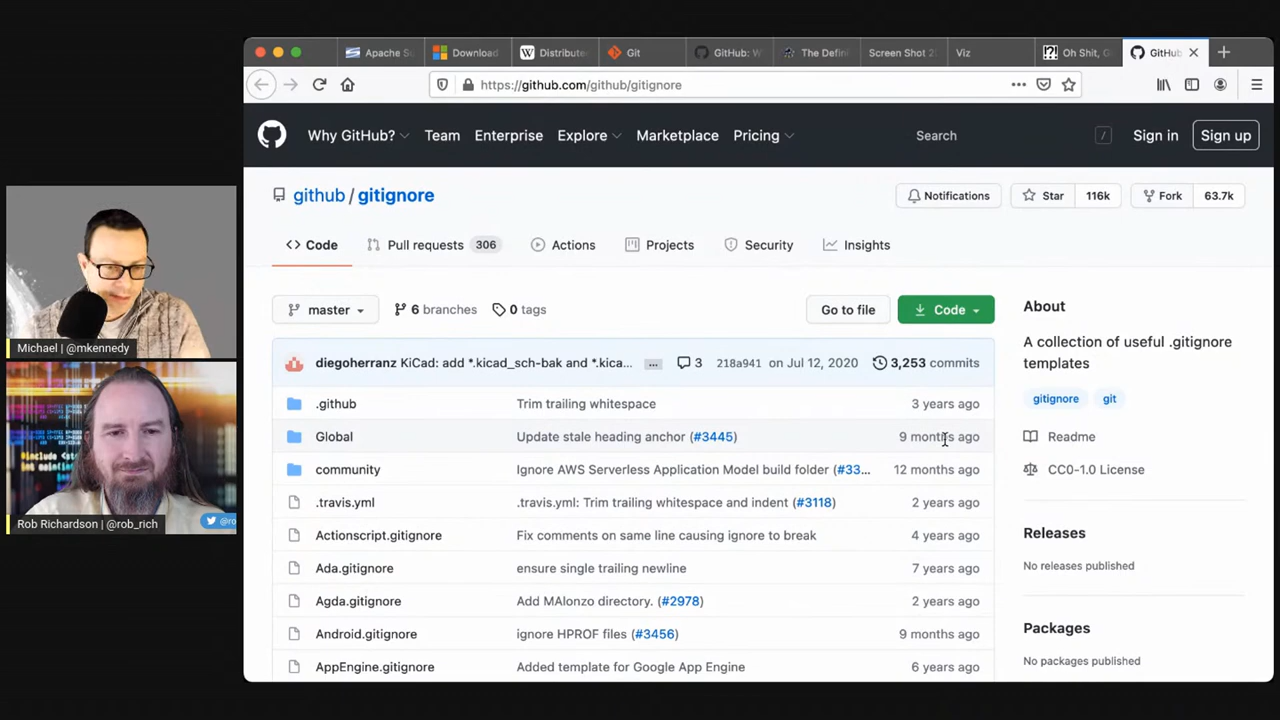 Apache Su
Download
Distribute
Git
GitHub: W
The Defini
Screen Shot 2
Viz
Oh Shit, G
GitHub
https://github.com/github/gitignore
Why GitHub?
Team
Enterprise
Explore
Marketplace
Pricing
Search
/
Sign in
Sign up
github / gitignore
Notifications
Star 116k
Fork 63.7k
Code
Pull requests 306
Actions
Projects
Security
Insights
master
6 branches
0 tags
Go to file
Code
diegoherranz KiCad: add *.kicad_sch-bak and *.kica... ... 3 218a941 on Jul 12, 2020 3,253 commits
.github Trim trailing whitespace 3 years ago
Global Update stale heading anchor (#3445) 9 months ago
community Ignore AWS Serverless Application Model build folder (#33... 12 months ago
.travis.yml .travis.yml: Trim trailing whitespace and indent (#3118) 2 years ago
Actionscript.gitignore Fix comments on same line causing ignore to break 4 years ago
Ada.gitignore ensure single trailing newline 7 years ago
Agda.gitignore Add MAlonzo directory. (#2978) 2 years ago
Android.gitignore ignore HPROF files (#3456) 9 months ago
AppEngine.gitignore Added template for Google App Engine 6 years ago
About
A collection of useful .gitignore
templates
gitignore git
Readme
CC0-1.0 License
Releases
No releases published
Packages
No packages published
Michael | @mkennedy
Rob Richardson | @rob_rich
@ro